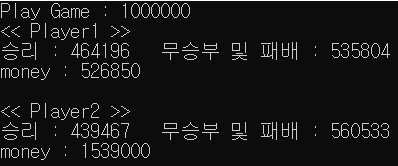 Play Game : 1000000
<< Player1 >>
승리 : 464196 무승부 및 패배 : 535804
money : 526850
<< Player2 >>
승리 : 439467 무승부 및 패배 : 560533
money : 1539000